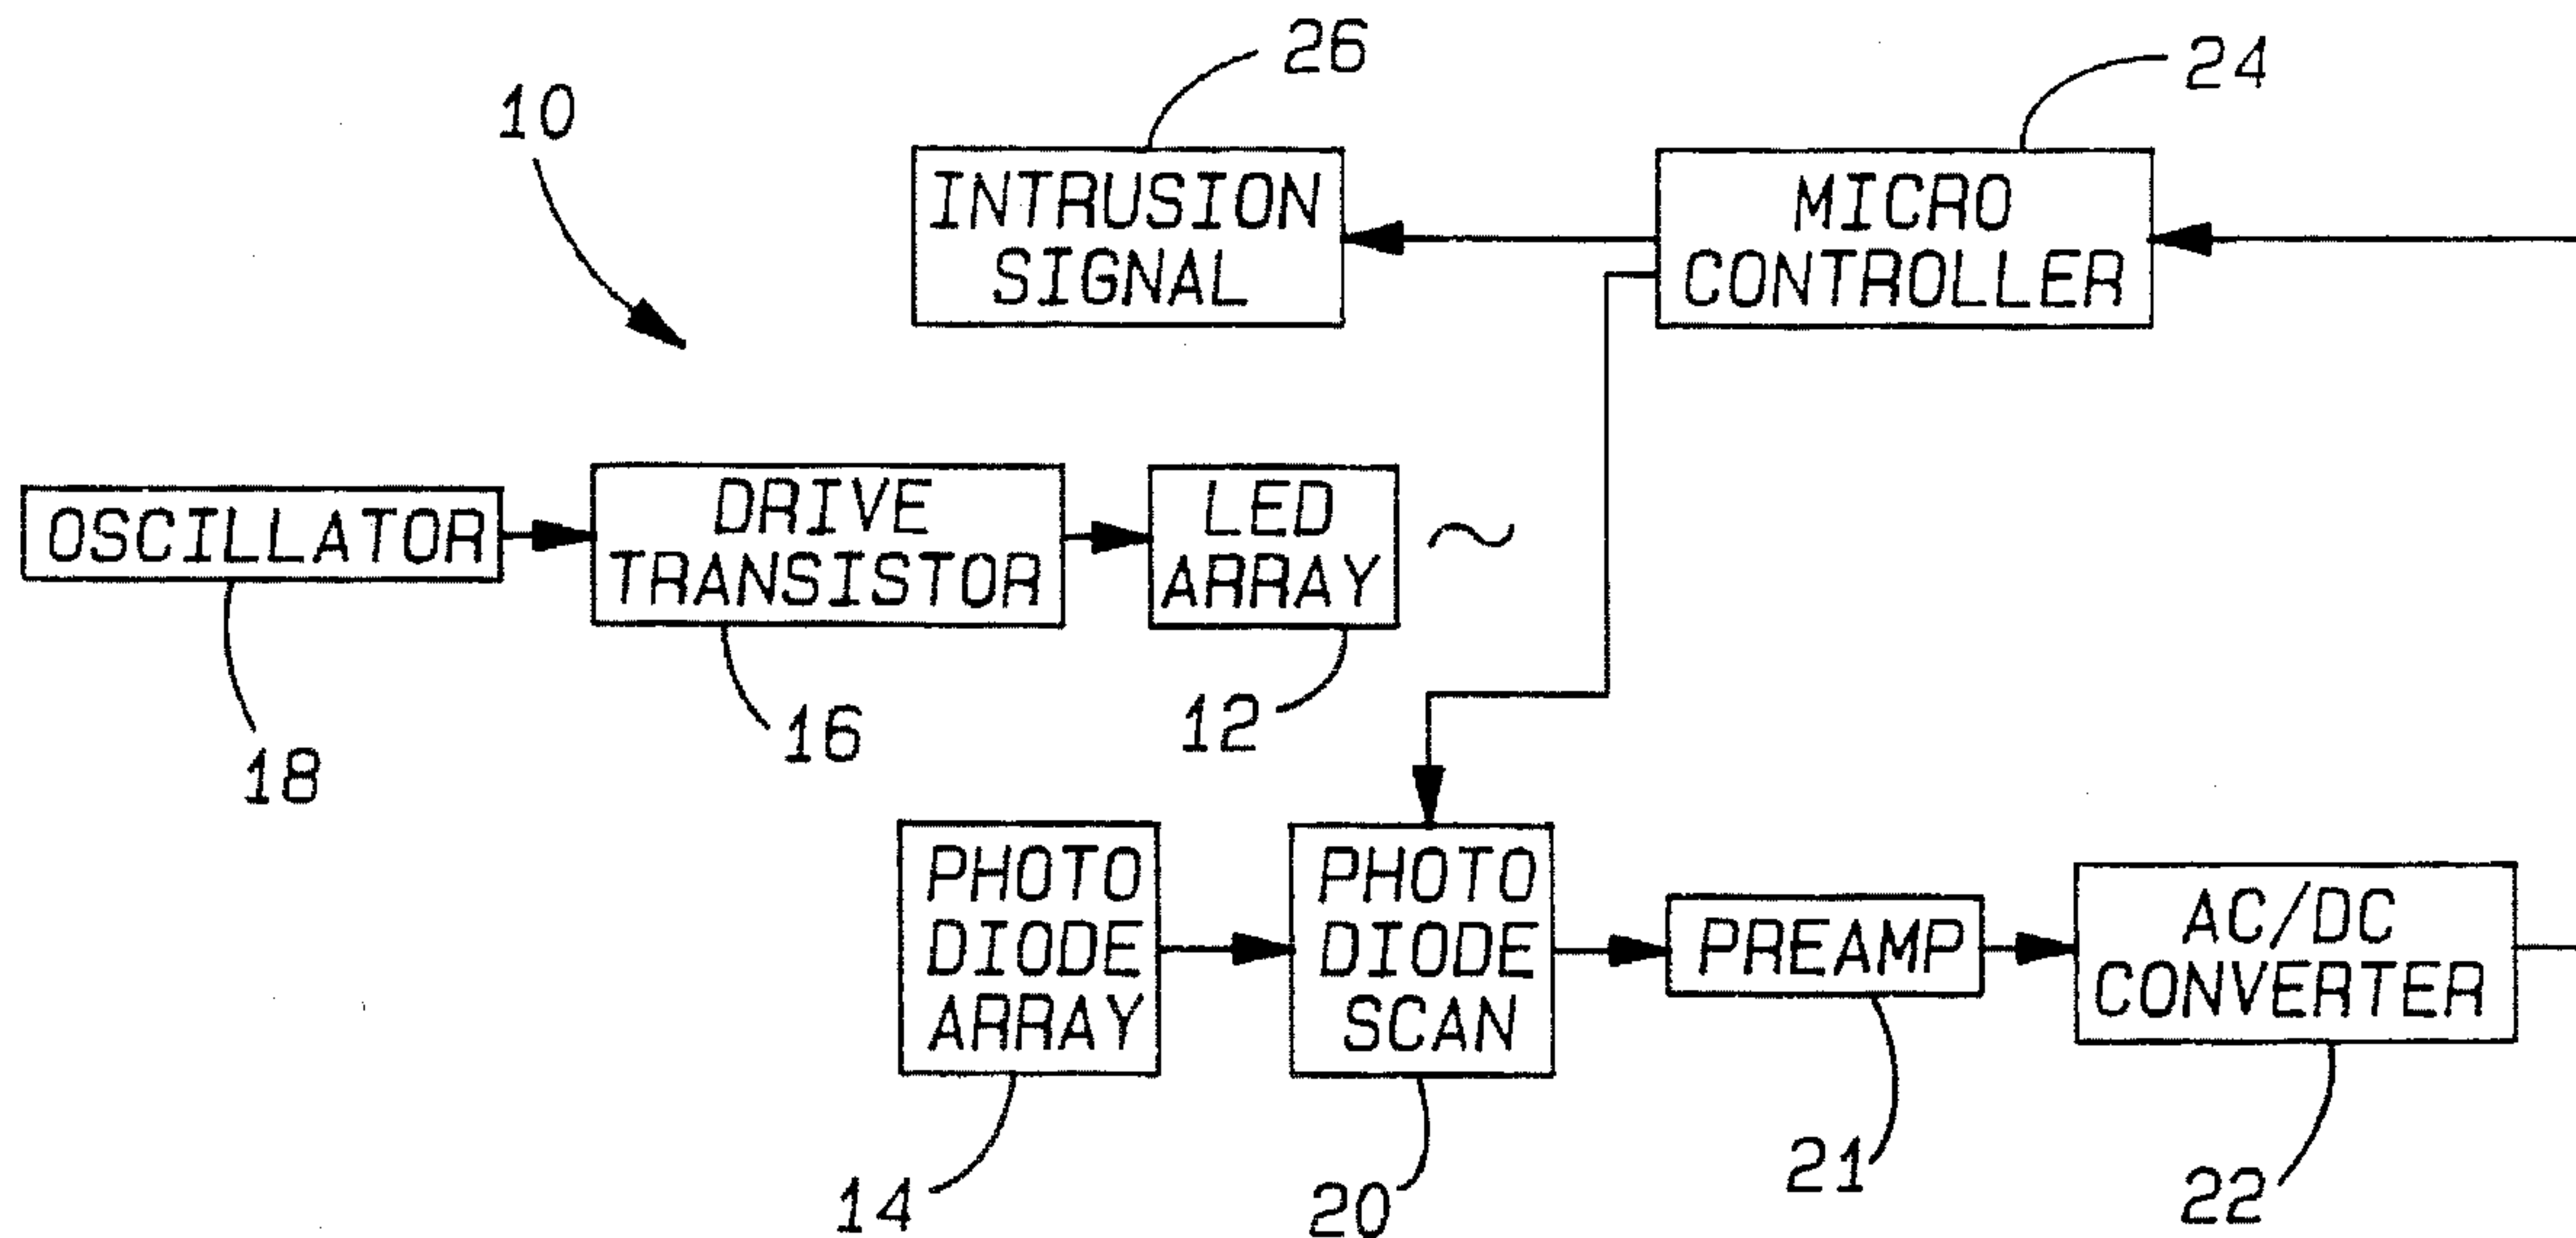 26
24
10
INTRUSION
SIGNAL
MICRO
CONTROLLER
OSCILLATOR
DRIVE
TRANSISTOR
LED
ARRAY
~
18
16
12
PHOTO
DIODE
ARRAY
PHOTO
DIODE
SCAN
PREAMP
AC/DC
CONVERTER
14
20
21
22